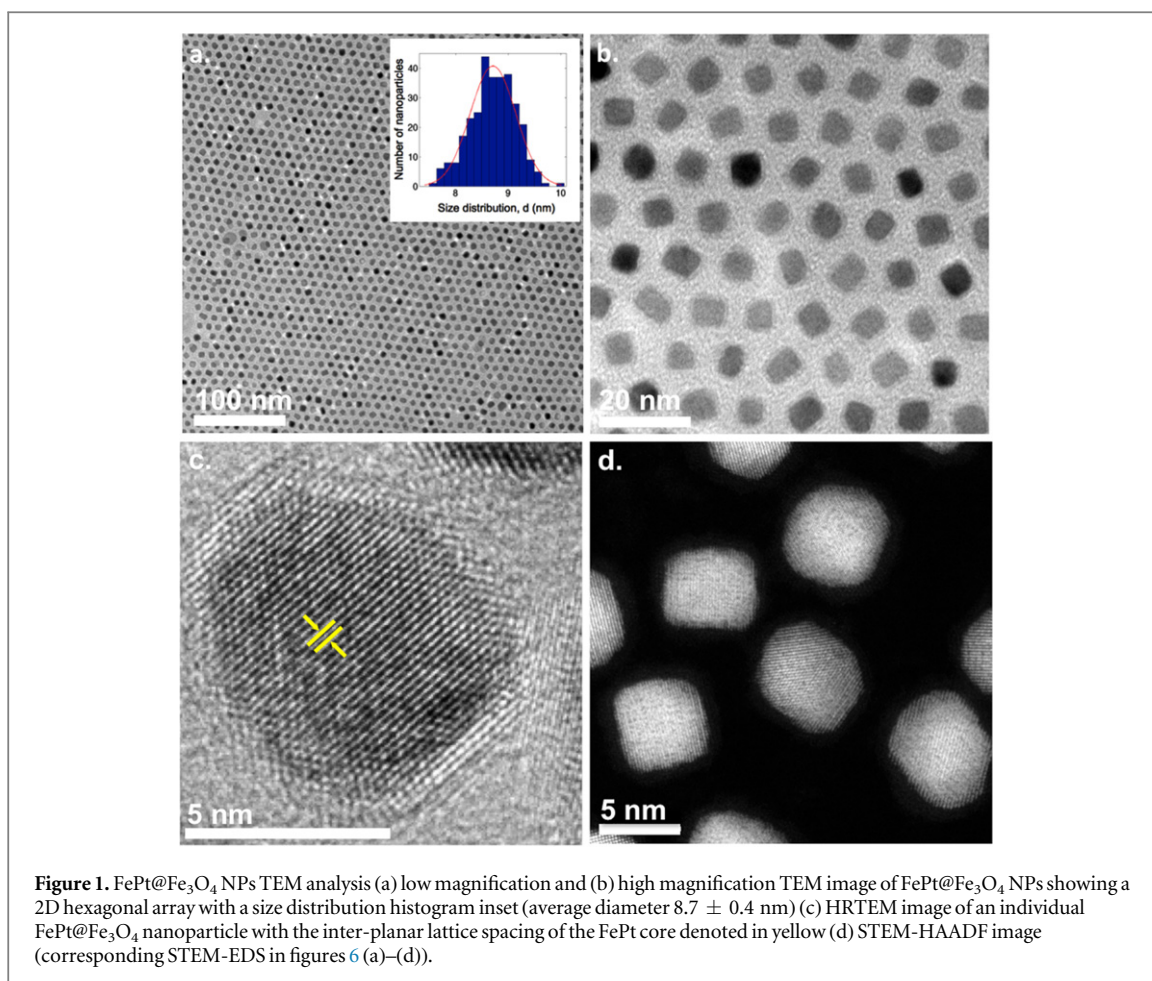 a.
40
30
20
10
0
Number of nanoparticles
8 9 10
Size distribution, d (nm)
100 nm
b.
20 nm
c.
5 nm
d.
5 nm
Figure 1. FePt@Fe₃O₄ NPs TEM analysis (a) low magnification and (b) high magnification TEM image of FePt@Fe₃O₄ NPs showing a
2D hexagonal array with a size distribution histogram inset (average diameter 8.7 ± 0.4 nm) (c) HRTEM image of an individual
FePt@Fe₃O₄ nanoparticle with the inter-planar lattice spacing of the FePt core denoted in yellow (d) STEM-HAADF image
(corresponding STEM-EDS in figures 6 (a)–(d)).